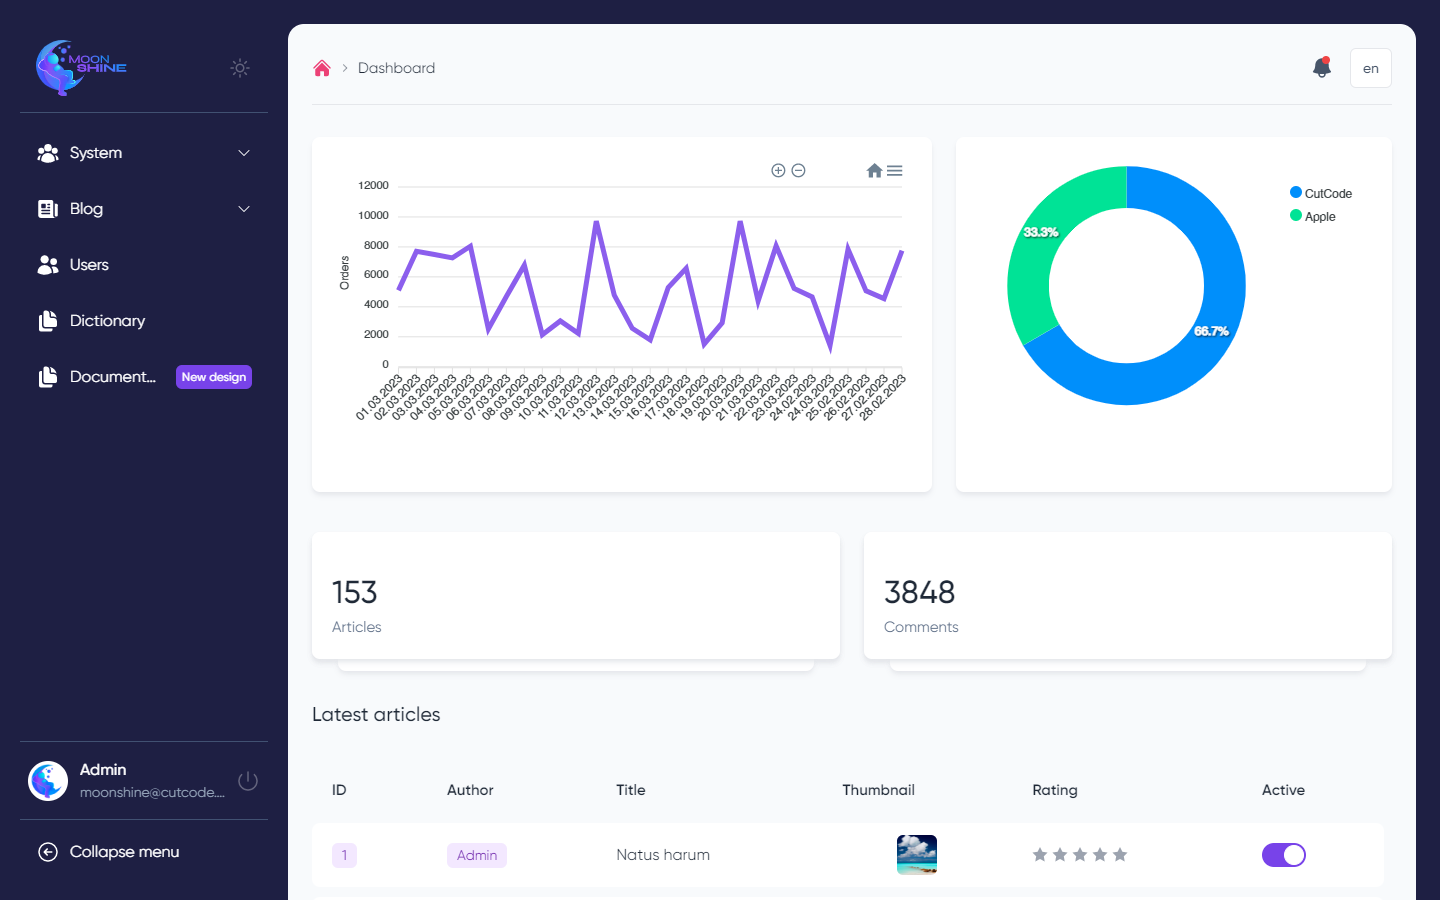 MOON
SHINE
System
Blog
Users
Dictionary
Document...
New design
Admin
moonshine@cutcode....
Collapse menu
Dashboard
en
12000
10000
8000
6000
4000
2000
0
Orders
01.03.2023
02.03.2023
03.03.2023
04.03.2023
05.03.2023
06.03.2023
07.03.2023
08.03.2023
09.03.2023
10.03.2023
11.03.2023
12.03.2023
13.03.2023
14.03.2023
15.03.2023
16.03.2023
17.03.2023
18.03.2023
19.03.2023
20.03.2023
21.03.2023
22.03.2023
23.03.2023
24.02.2023
24.03.2023
25.02.2023
26.02.2023
27.02.2023
28.02.2023
33.3%
66.7%
CutCode
Apple
153
Articles
3848
Comments
Latest articles
ID Author Title Thumbnail Rating Active
1 Admin Natus harum